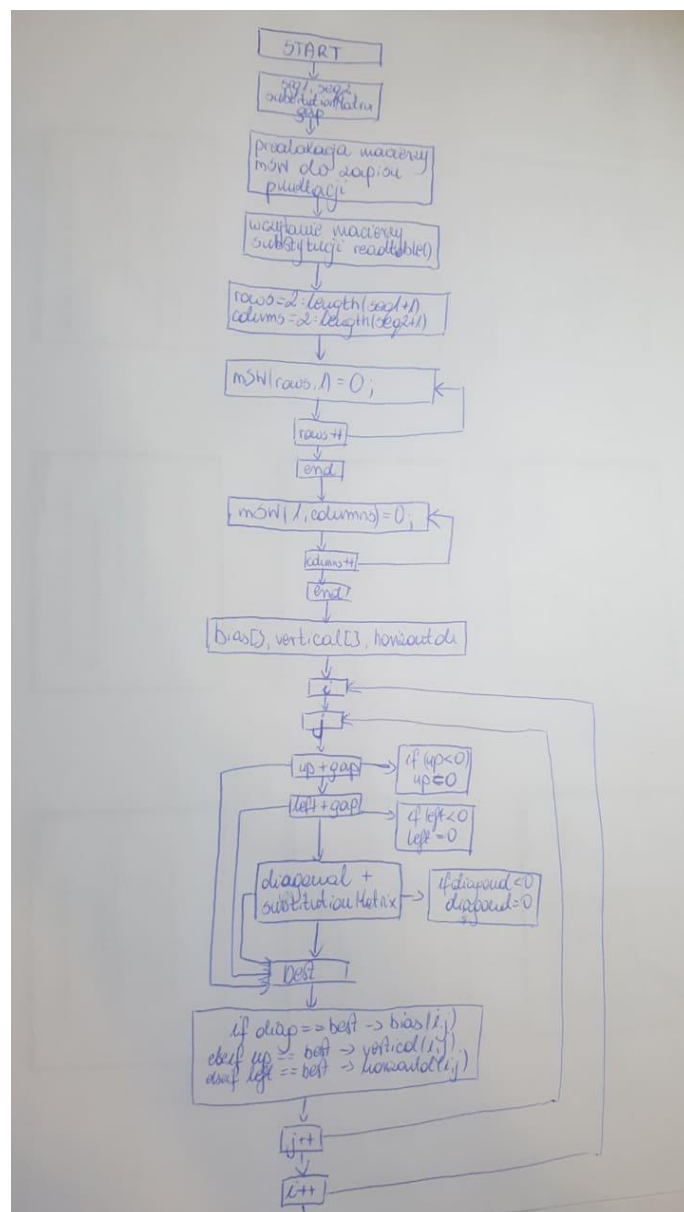 START
seq1, seq2
substitutionMatrix
gap
prealokacja macierzy
mSW do zapisu
punktacji
wczytanie macierzy
substytucji readtable()
rows=2:length(seq1+1)
colums=2:length(seq2+1)
mSW(rows,1)=0;
rows++
end
mSW(1,columns)=0;
columns++
end
bias[], vertical[], horizontal
i
j
up+gap
if (up<0)
up=0
left+gap
if left<0
left=0
diagonal +
substitutionMatrix
if diagonal<0
diagonal=0
best
if diag==best -> bias(i,j)
elseif up==best -> vertical(i,j)
elseif left==best -> horizontal(i,j)
j++
i++